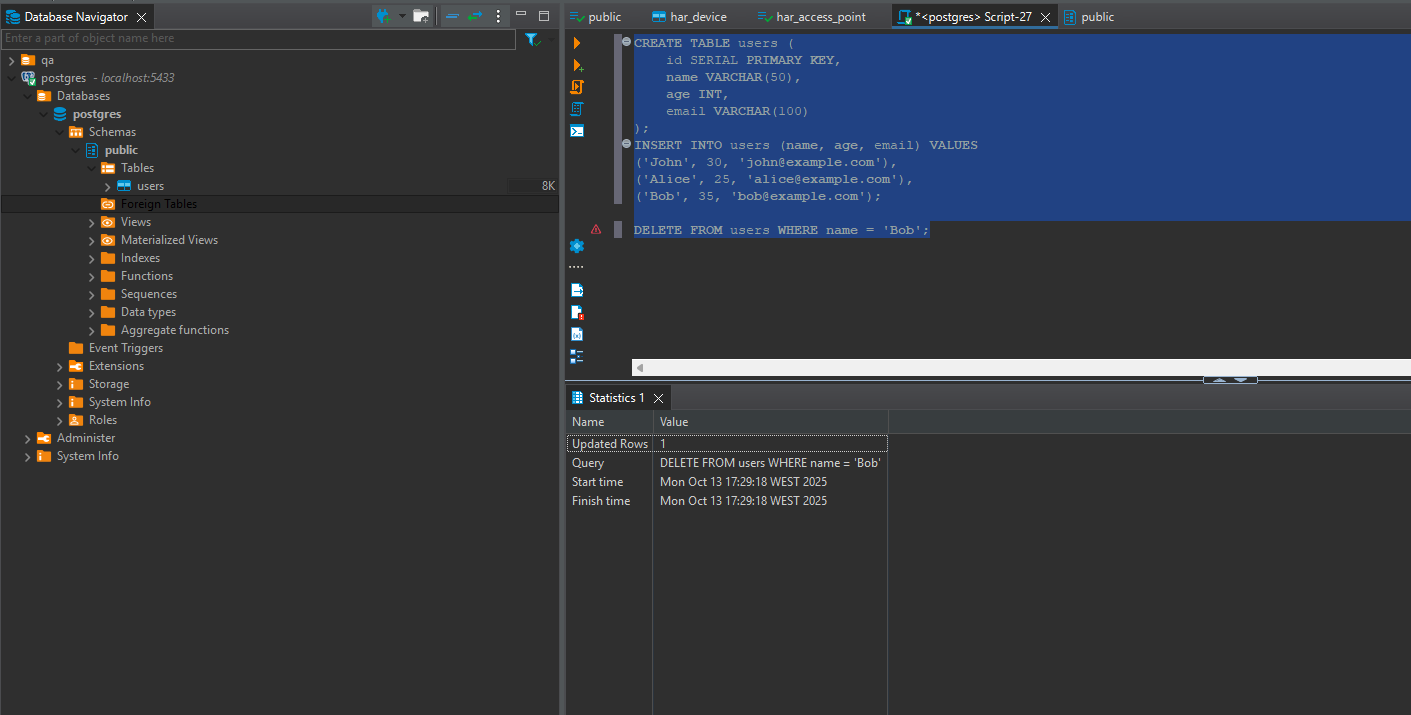 Database Navigator
Enter a part of object name here
qa
postgres - localhost:5433
Databases
postgres
Schemas
public
Tables
users 8K
Foreign Tables
Views
Materialized Views
Indexes
Functions
Sequences
Data types
Aggregate functions
Event Triggers
Extensions
Storage
System Info
Roles
Administer
System Info
public har_device har_access_point *<postgres> Script-27 public
CREATE TABLE users (
    id SERIAL PRIMARY KEY,
    name VARCHAR(50),
    age INT,
    email VARCHAR(100)
);
INSERT INTO users (name, age, email) VALUES
('John', 30, 'john@example.com'),
('Alice', 25, 'alice@example.com'),
('Bob', 35, 'bob@example.com');
DELETE FROM users WHERE name = 'Bob';
Statistics 1
Name Value
Updated Rows 1
Query DELETE FROM users WHERE name = 'Bob'
Start time Mon Oct 13 17:29:18 WEST 2025
Finish time Mon Oct 13 17:29:18 WEST 2025